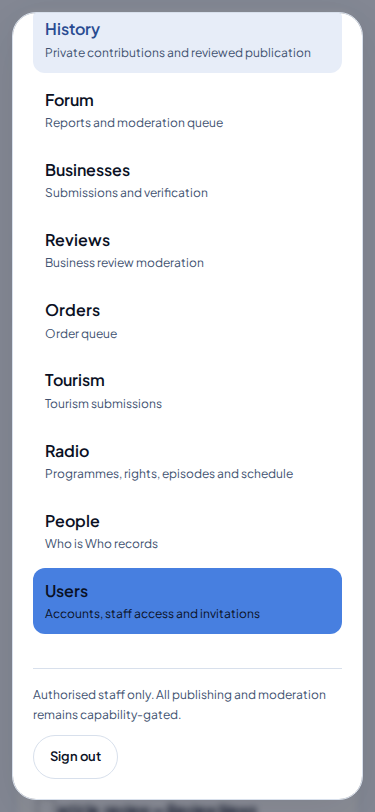 History
Private contributions and reviewed publication
Forum
Reports and moderation queue
Businesses
Submissions and verification
Reviews
Business review moderation
Orders
Order queue
Tourism
Tourism submissions
Radio
Programmes, rights, episodes and schedule
People
Who is Who records
Users
Accounts, staff access and invitations
Authorised staff only. All publishing and moderation
remains capability-gated.
Sign out